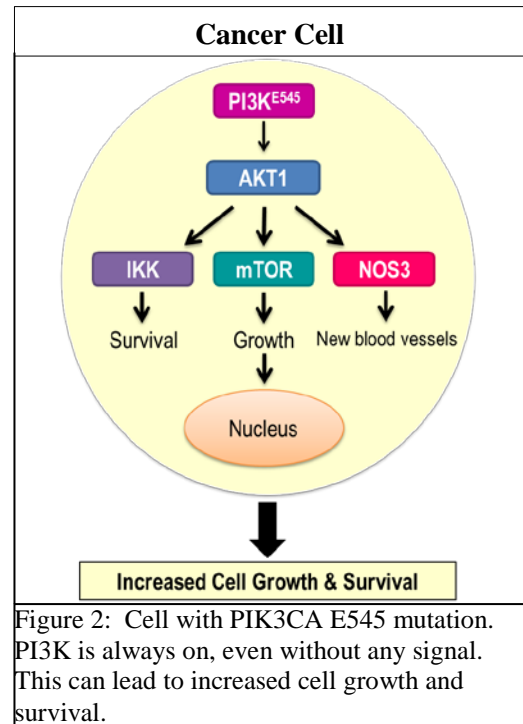 Cancer Cell
PI3KE545
AKT1
IKK mTOR NOS3
Survival Growth New blood vessels
Nucleus
Increased Cell Growth & Survival
Figure 2: Cell with PIK3CA E545 mutation.
PI3K is always on, even without any signal.
This can lead to increased cell growth and
survival.